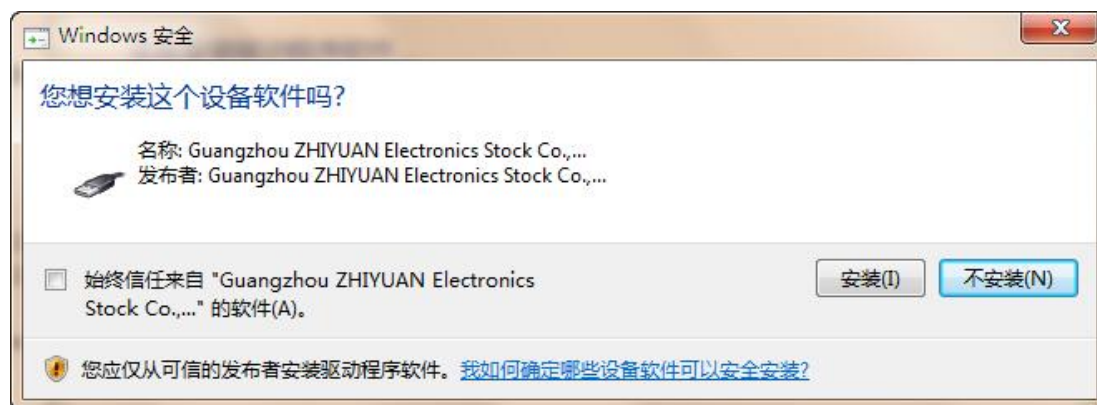 Windows 安全
您想安装这个设备软件吗?
名称: Guangzhou ZHIYUAN Electronics Stock Co.,...
发布者: Guangzhou ZHIYUAN Electronics Stock Co.,...
始终信任来自 "Guangzhou ZHIYUAN Electronics
Stock Co.,..." 的软件(A)。
安装(I)
不安装(N)
您应仅从可信的发布者安装驱动程序软件。我如何确定哪些设备软件可以安全安装?